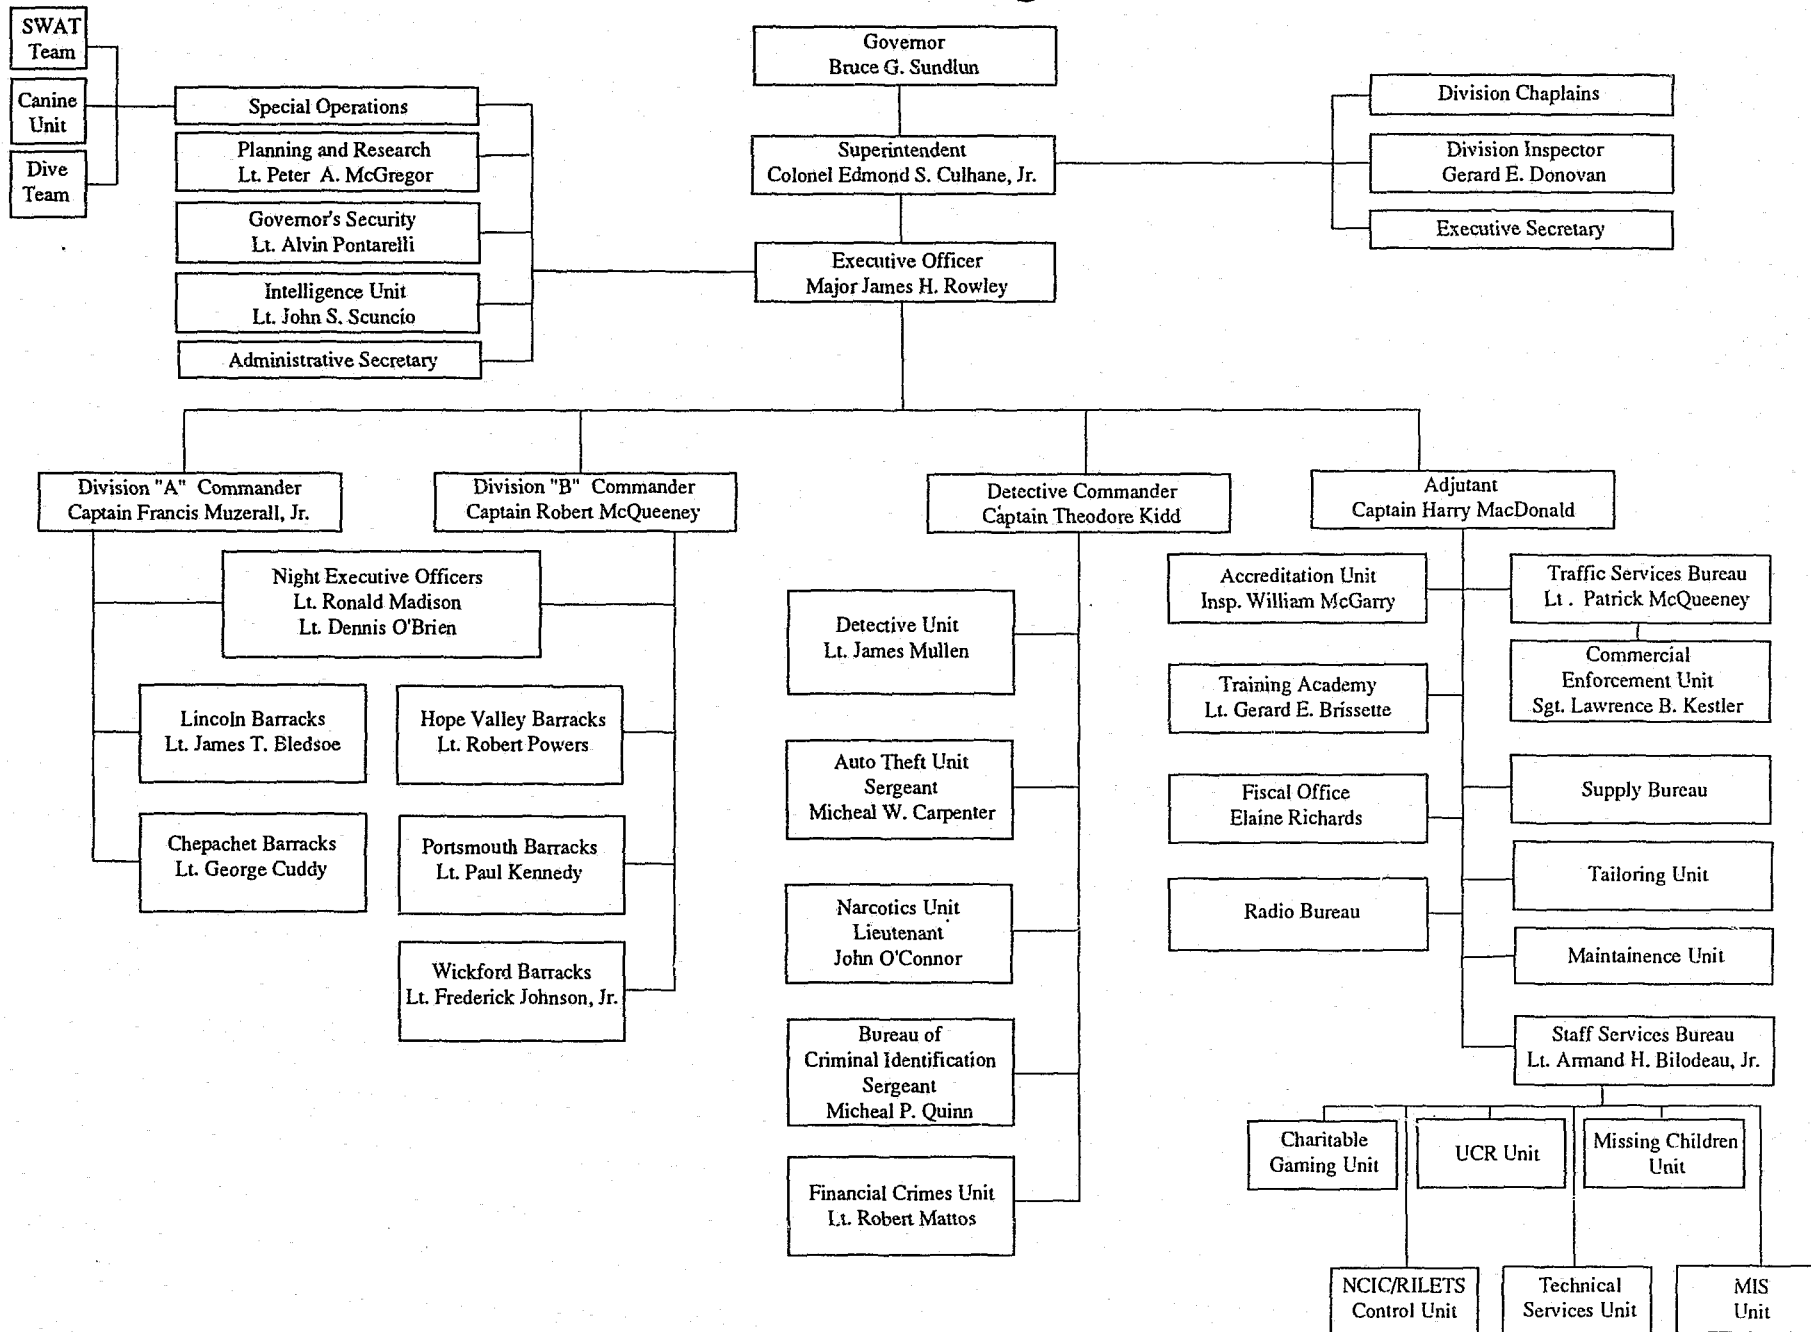 SWAT
Team
Canine
Unit
Dive
Team
Special Operations
Planning and Research
Lt. Peter A. McGregor
Governor's Security
Lt. Alvin Pontarelli
Intelligence Unit
Lt. John S. Scuncio
Administrative Secretary
Governor
Bruce G. Sundlun
Superintendent
Colonel Edmond S. Culhane, Jr.
Executive Officer
Major James H. Rowley
Division Chaplains
Division Inspector
Gerard E. Donovan
Executive Secretary
Division "A" Commander
Captain Francis Muzerall, Jr.
Division "B" Commander
Captain Robert McQueeney
Night Executive Officers
Lt. Ronald Madison
Lt. Dennis O'Brien
Lincoln Barracks
Lt. James T. Bledsoe
Chepachet Barracks
Lt. George Cuddy
Hope Valley Barracks
Lt. Robert Powers
Portsmouth Barracks
Lt. Paul Kennedy
Wickford Barracks
Lt. Frederick Johnson, Jr.
Detective Commander
Captain Theodore Kidd
Detective Unit
Lt. James Mullen
Auto Theft Unit
Sergeant
Micheal W. Carpenter
Narcotics Unit
Lieutenant
John O'Connor
Bureau of
Criminal Identification
Sergeant
Micheal P. Quinn
Financial Crimes Unit
Lt. Robert Mattos
Adjutant
Captain Harry MacDonald
Accreditation Unit
Insp. William McGarry
Training Academy
Lt. Gerard E. Brissette
Fiscal Office
Elaine Richards
Radio Bureau
Traffic Services Bureau
Lt . Patrick McQueeney
Commercial
Enforcement Unit
Sgt. Lawrence B. Kestler
Supply Bureau
Tailoring Unit
Maintainence Unit
Staff Services Bureau
Lt. Armand H. Bilodeau, Jr.
Charitable
Gaming Unit
UCR Unit
Missing Children
Unit
NCIC/RILETS
Control Unit
Technical
Services Unit
MIS
Unit